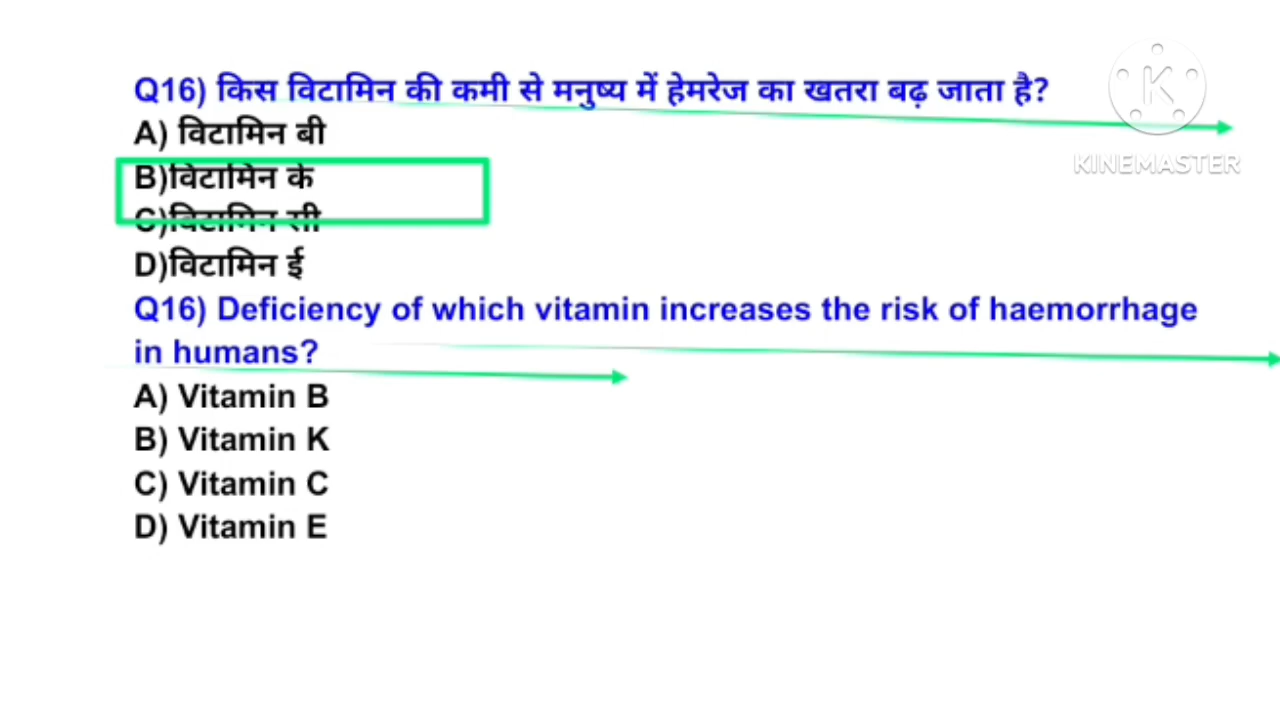 Q16) किस विटामिन की कमी से मनुष्य में हेमरेज का खतरा बढ़ जाता है?
A) विटामिन बी
B)विटामिन के
C)विटामिन सी
D)विटामिन ई
Q16) Deficiency of which vitamin increases the risk of haemorrhage
in humans?
A) Vitamin B
B) Vitamin K
C) Vitamin C
D) Vitamin E
K
KINEMASTER